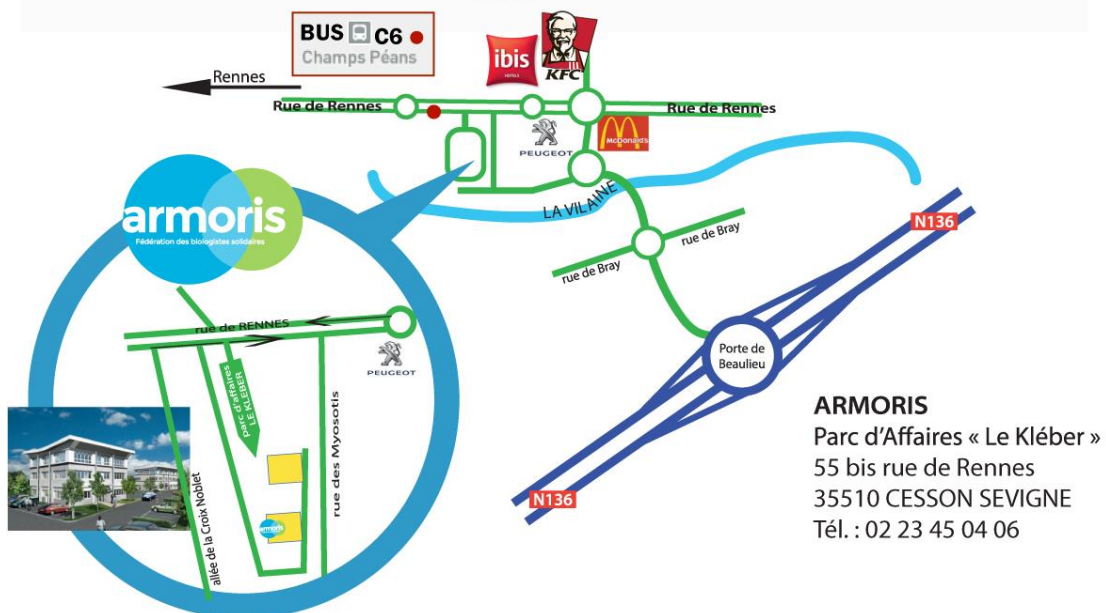 BUS C6
Champs Péans
ibis
HOTELS
KFC
Rennes
Rue de Rennes
Rue de Rennes
PEUGEOT
McDonald's
LA VILAINE
armoris
Fédération des biologistes solidaires
N136
rue de Bray
rue de Bray
rue de RENNES
PEUGEOT
Porte de
Beaulieu
Parc d'affaires
LE KLEBER
rue des Myosotis
allée de la Croix Noblet
armoris
N136
ARMORIS
Parc d'Affaires « Le Kléber »
55 bis rue de Rennes
35510 CESSON SEVIGNE
Tél. : 02 23 45 04 06